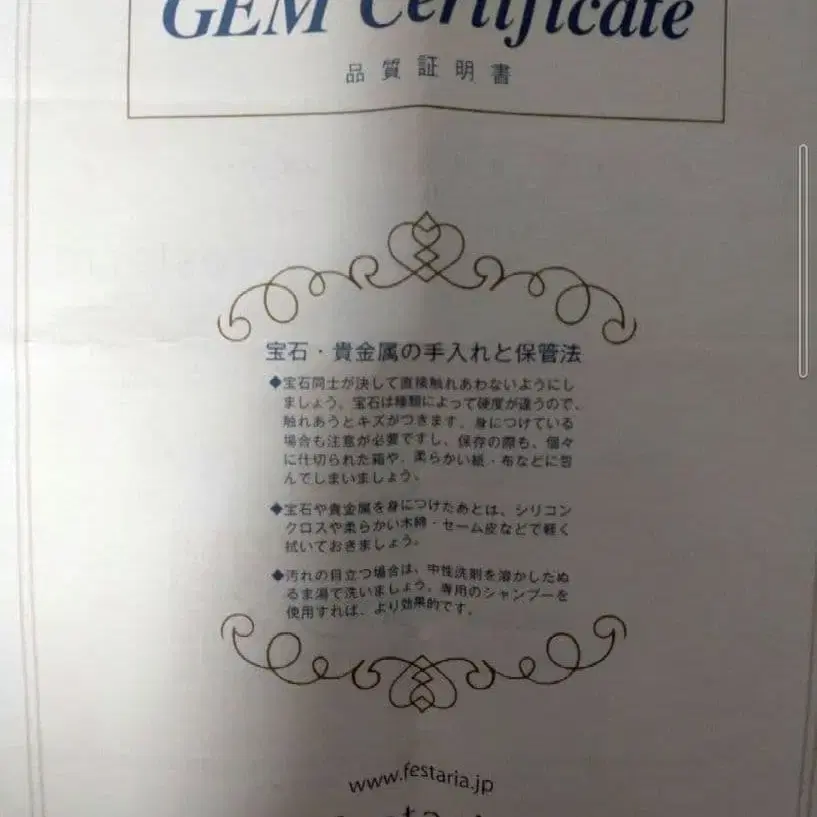 GEM Certificate
品質証明書
宝石・貴金属の手入れと保管法
◆宝石同士が決して直接触れあわないようにし
ましょう。宝石は種類によって硬度が違うので、
触れあうとキズがつきます。身につけている
場合も注意が必要ですし、保存の際も、個々
に仕切られた箱や、柔らかい紙・布などに包
んでしまいましょう。
◆宝石や貴金属を身につけたあとは、シリコン
クロスや柔らかい木綿・セーム皮などで軽く
拭いておきましょう。
◆汚れの目立つ場合は、中性洗剤を溶かしたぬ
るま湯で洗いましょう。専用のシャンプーを
使用すれば、より効果的です。
www.festaria.jp